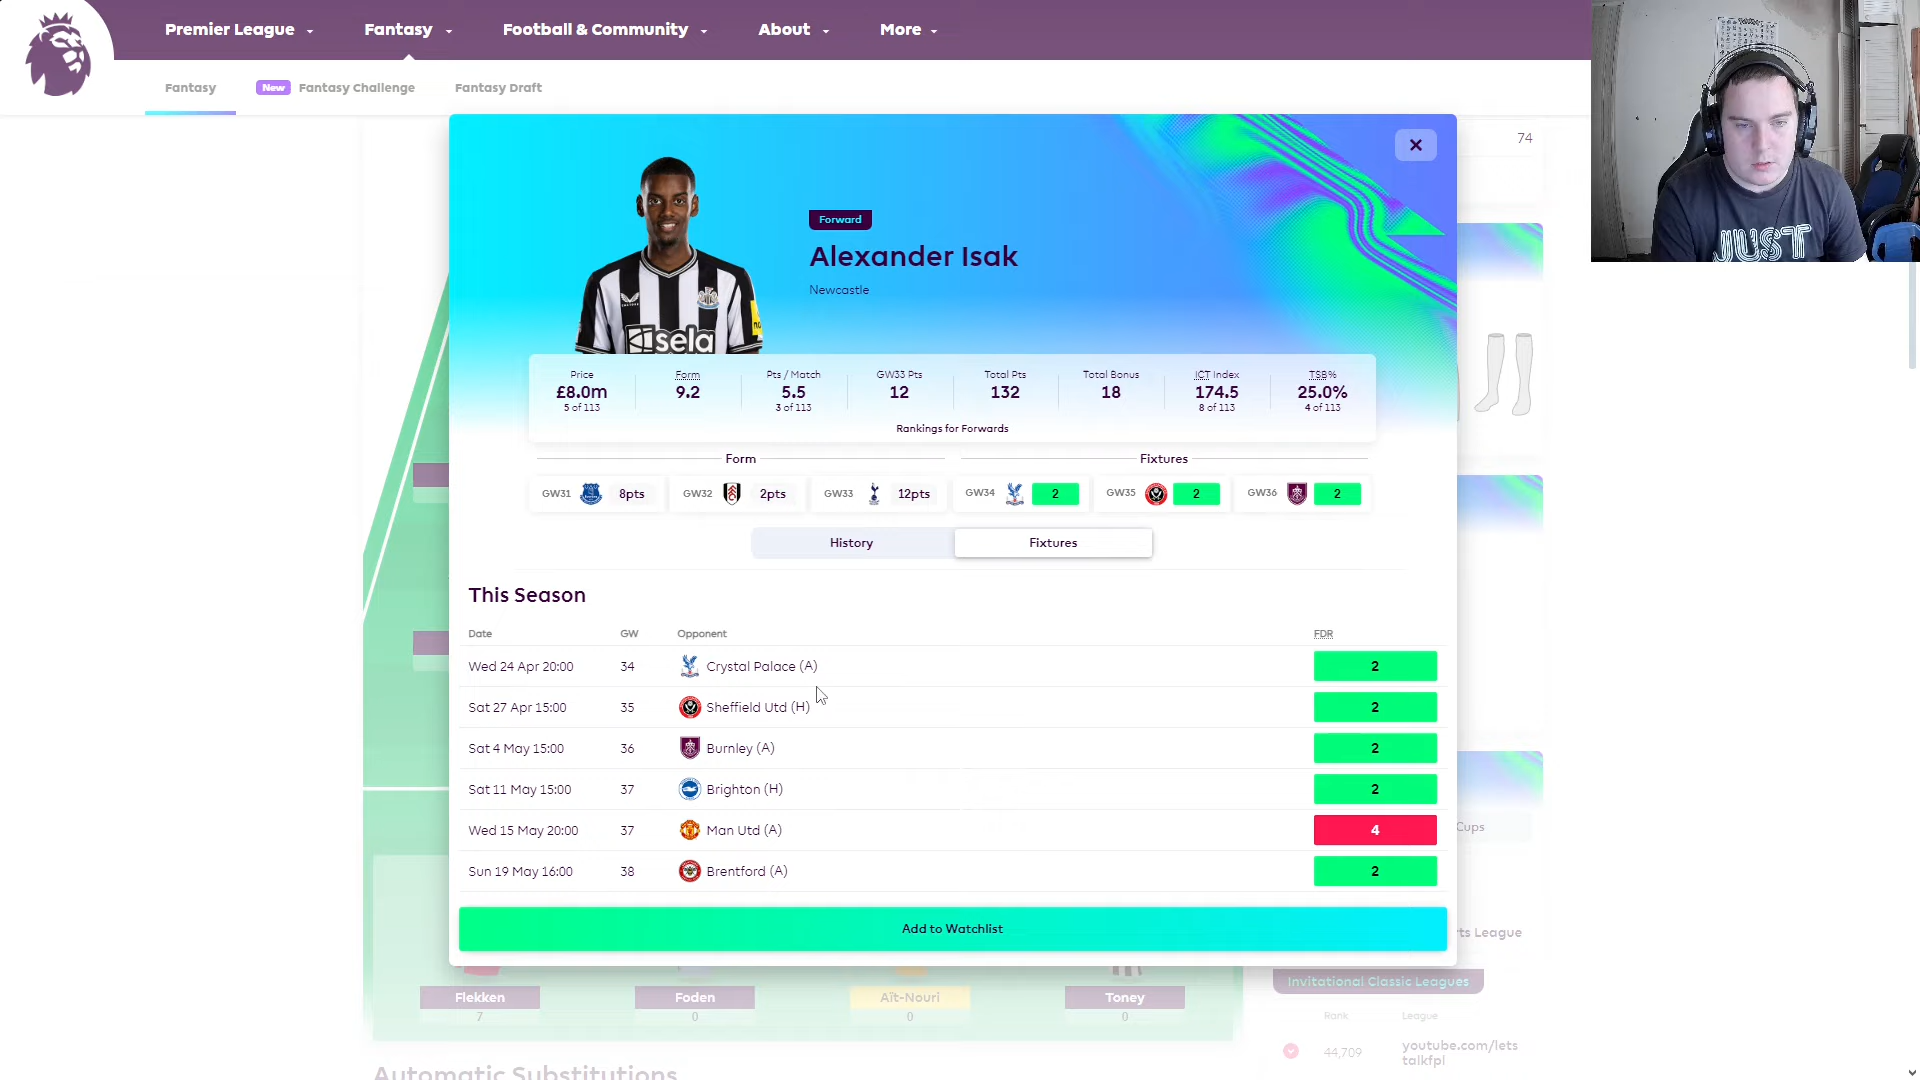 Premier League
Fantasy
Football & Community
About
More
Fantasy
New
Fantasy Challenge
Fantasy Draft
74
Forward
Alexander Isak
Newcastle
sela
JUST
Price
£8.0m
5 of 113
Form
9.2
Pts / Match
5.5
3 of 113
GW33 Pts
12
Total Pts
132
Total Bonus
18
ICT Index
174.5
8 of 113
TSB%
25.0%
4 of 113
Rankings for Forwards
Form
Fixtures
GW31 8pts
GW32 2pts
GW33 12pts
GW34 2
GW35 2
GW36 2
History
Fixtures
This Season
Date GW Opponent FDR
Wed 24 Apr 20:00 34 Crystal Palace (A) 2
Sat 27 Apr 15:00 35 Sheffield Utd (H) 2
Sat 4 May 15:00 36 Burnley (A) 2
Sat 11 May 15:00 37 Brighton (H) 2
Wed 15 May 20:00 37 Man Utd (A) 4
Sun 19 May 16:00 38 Brentford (A) 2
Add to Watchlist
Cups
rts League
Invitational Classic Leagues
Rank League
44,709 youtube.com/lets
talkfpl
Flekken
7
Foden
0
Aït-Nouri
0
Toney
0
Automatic Substitutions